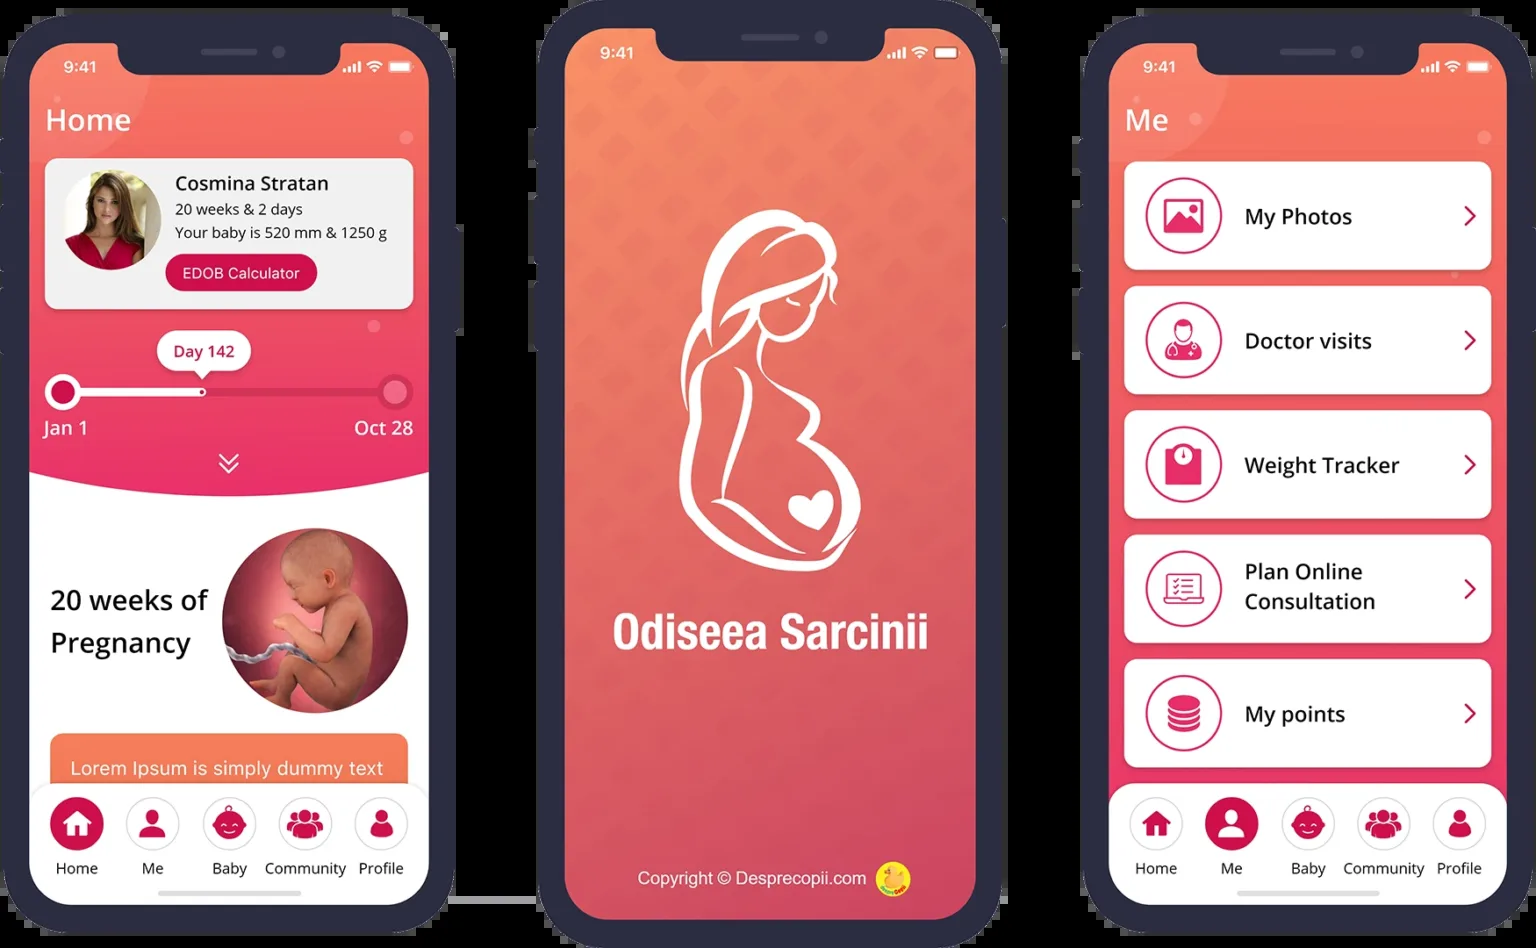 9:41
Home
Cosmina Stratan
20 weeks & 2 days
Your baby is 520 mm & 1250 g
EDOB Calculator
Day 142
Jan 1
Oct 28
20 weeks of
Pregnancy
Lorem Ipsum is simply dummy text
Home
Me
Baby
Community
Profile
9:41
Odiseea Sarcinii
Copyright © Desprecopii.com
9:41
Me
My Photos
Doctor visits
Weight Tracker
Plan Online
Consultation
My points
Home
Me
Baby
Community
Profile